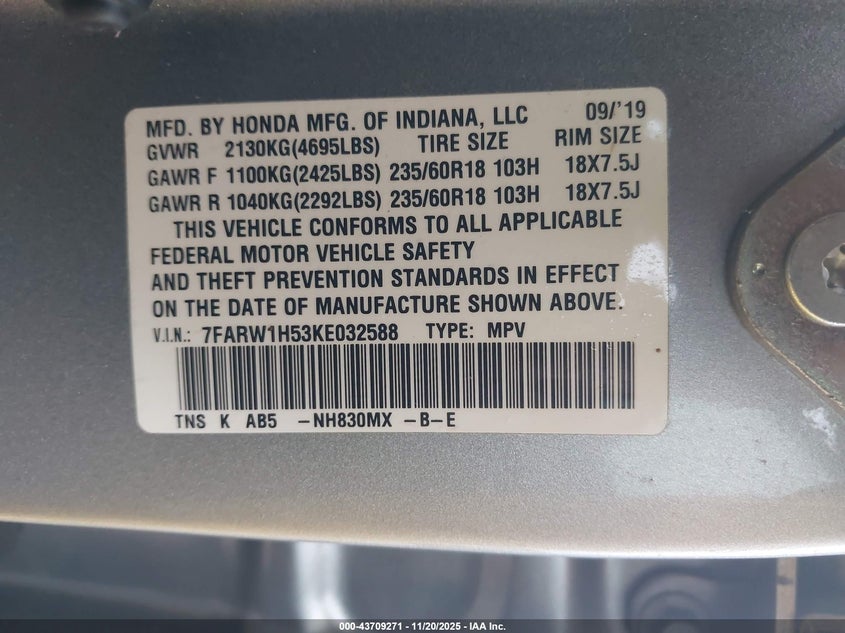 MFD. BY HONDA MFG. OF INDIANA, LLC 09/'19
GVWR 2130KG(4695LBS) TIRE SIZE RIM SIZE
GAWR F 1100KG(2425LBS) 235/60R18 103H 18X7.5J
GAWR R 1040KG(2292LBS) 235/60R18 103H 18X7.5J
THIS VEHICLE CONFORMS TO ALL APPLICABLE
FEDERAL MOTOR VEHICLE SAFETY
AND THEFT PREVENTION STANDARDS IN EFFECT
ON THE DATE OF MANUFACTURE SHOWN ABOVE.
V.I.N.: 7FARW1H53KE032588 TYPE: MPV
TNS K AB5 -NH830MX -B-E
000-43709271 - 11/20/2025 - IAA Inc.